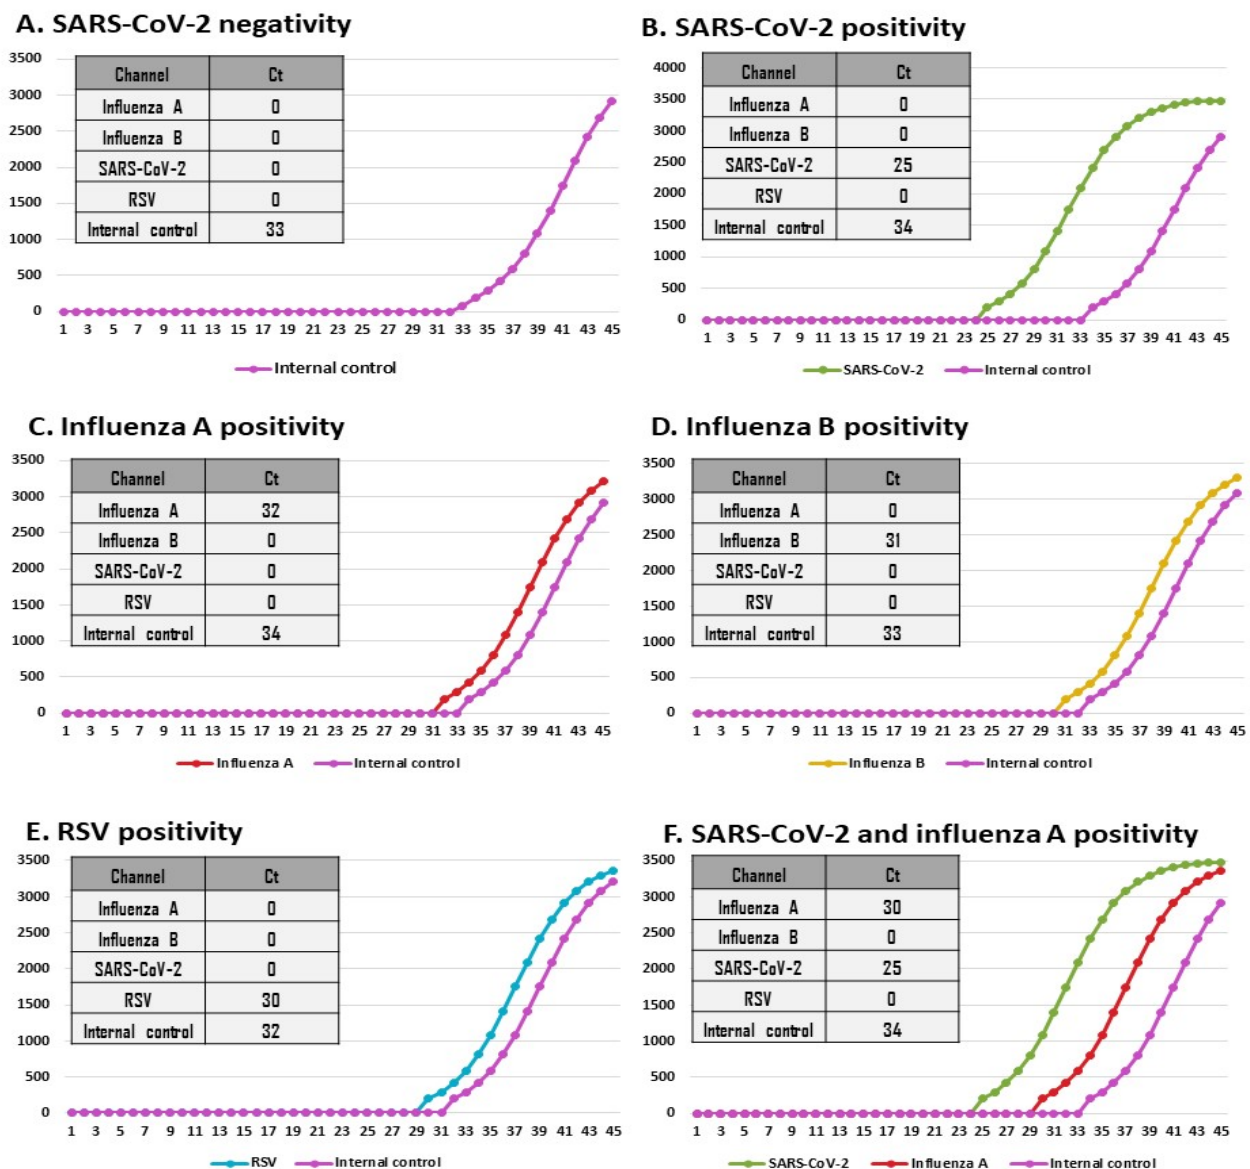 A. SARS-CoV-2 negativity
3500
3000
2500
2000
1500
1000
500
0
Channel Ct
Influenza A 0
Influenza B 0
SARS-CoV-2 0
RSV 0
Internal control 33
1 3 5 7 9 11 13 15 17 19 21 23 25 27 29 31 33 35 37 39 41 43 45
Internal control
B. SARS-CoV-2 positivity
4000
3500
3000
2500
2000
1500
1000
500
0
Channel Ct
Influenza A 0
Influenza B 0
SARS-CoV-2 25
RSV 0
Internal control 34
1 3 5 7 9 11 13 15 17 19 21 23 25 27 29 31 33 35 37 39 41 43 45
SARS-CoV-2 Internal control
C. Influenza A positivity
3500
3000
2500
2000
1500
1000
500
0
Channel Ct
Influenza A 32
Influenza B 0
SARS-CoV-2 0
RSV 0
Internal control 34
1 3 5 7 9 11 13 15 17 19 21 23 25 27 29 31 33 35 37 39 41 43 45
Influenza A Internal control
D. Influenza B positivity
3500
3000
2500
2000
1500
1000
500
0
Channel Ct
Influenza A 0
Influenza B 31
SARS-CoV-2 0
RSV 0
Internal control 33
1 3 5 7 9 11 13 15 17 19 21 23 25 27 29 31 33 35 37 39 41 43 45
Influenza B Internal control
E. RSV positivity
3500
3000
2500
2000
1500
1000
500
0
Channel Ct
Influenza A 0
Influenza B 0
SARS-CoV-2 0
RSV 30
Internal control 32
1 3 5 7 9 11 13 15 17 19 21 23 25 27 29 31 33 35 37 39 41 43 45
RSV Internal control
F. SARS-CoV-2 and influenza A positivity
3500
3000
2500
2000
1500
1000
500
0
Channel Ct
Influenza A 30
Influenza B 0
SARS-CoV-2 25
RSV 0
Internal control 34
1 3 5 7 9 11 13 15 17 19 21 23 25 27 29 31 33 35 37 39 41 43 45
SARS-CoV-2 Influenza A Internal control